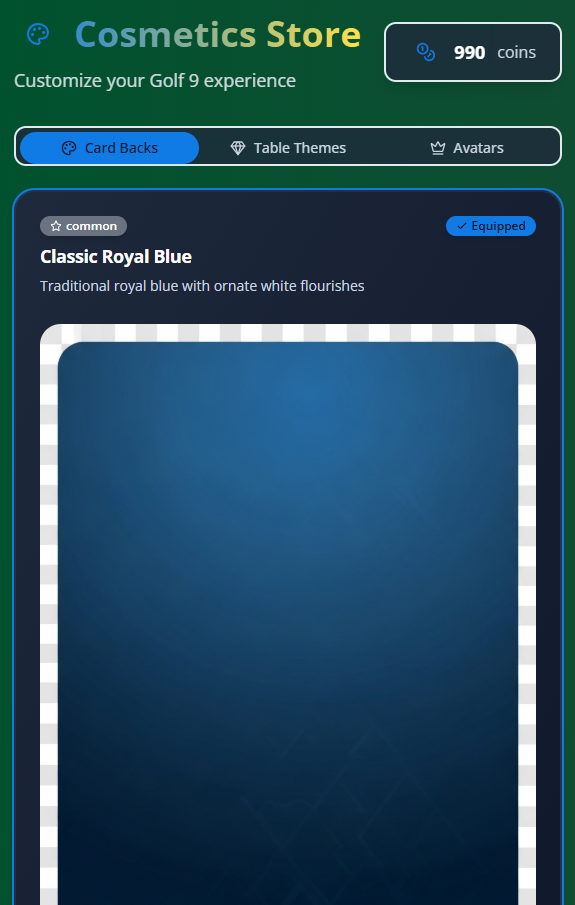 Cosmetics Store
990 coins
Customize your Golf 9 experience
Card Backs
Table Themes
Avatars
common
Equipped
Classic Royal Blue
Traditional royal blue with ornate white flourishes